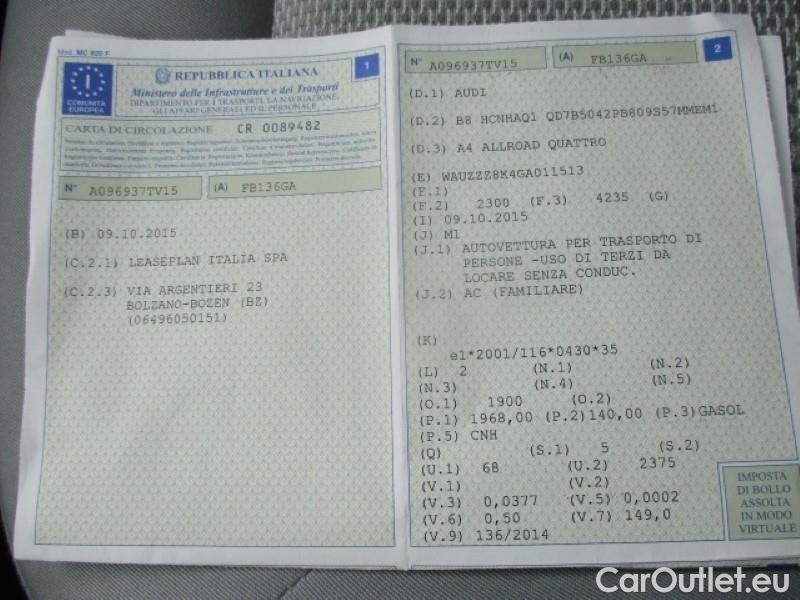 Mod. MC 820 F
1
REPUBBLICA ITALIANA
Ministero delle Infrastrutture e dei Trasporti
DIPARTIMENTO PER I TRASPORTI, LA NAVIGAZIONE,
GLI AFFARI GENERALI ED IL PERSONALE
I
COMUNITÀ
EUROPEA
CARTA DI CIRCOLAZIONE CR 0089482
N° A096937TV15 (A) FB136GA
(B) 09.10.2015
(C.2.1) LEASEPLAN ITALIA SPA
(C.2.3) VIA ARGENTIERI 23
BOLZANO-BOZEN (BZ)
(06496050151)
N° A096937TV15 (A) FB136GA
2
(D.1) AUDI
(D.2) B8 HCNHAQ1 QD7B5042PB809S57MMEM1
(D.3) A4 ALLROAD QUATTRO
(E) WAUZZZ8K4GA011513
(F.1)
(F.2) 2300 (F.3) 4235 (G)
(I) 09.10.2015
(J) M1
(J.1) AUTOVETTURA PER TRASPORTO DI
PERSONE -USO DI TERZI DA
LOCARE SENZA CONDUC.
(J.2) AC (FAMILIARE)
(K)
e1*2001/116*0430*35
(L) 2 (N.1) (N.2)
(N.3) (N.4) (N.5)
(O.1) 1900 (O.2)
(P.1) 1968,00 (P.2)140,00 (P.3)GASOL
(P.5) CNH
(Q) (S.1) 5 (S.2)
(U.1) 68 (U.2) 2375
(V.1) (V.2)
(V.3) 0,0377 (V.5) 0,0002
(V.6) 0,50 (V.7) 149,0
(V.9) 136/2014
IMPOSTA
DI BOLLO
ASSOLTA
IN MODO
VIRTUALE
CarOutlet.eu